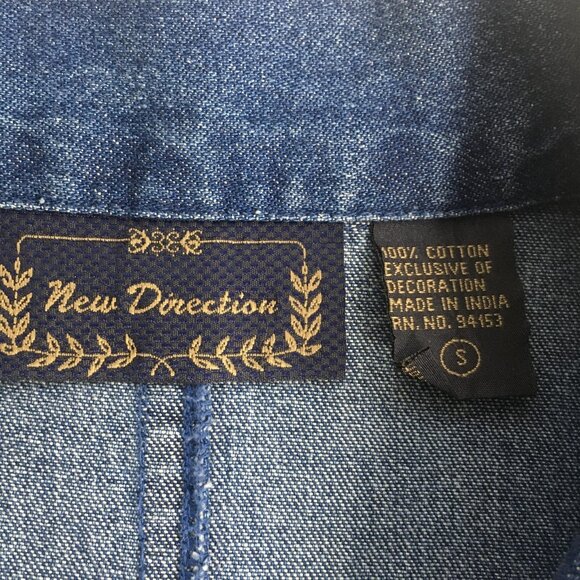 New Direction
100% COTTON
EXCLUSIVE OF
DECORATION
MADE IN INDIA
RN. NO. 94153
S